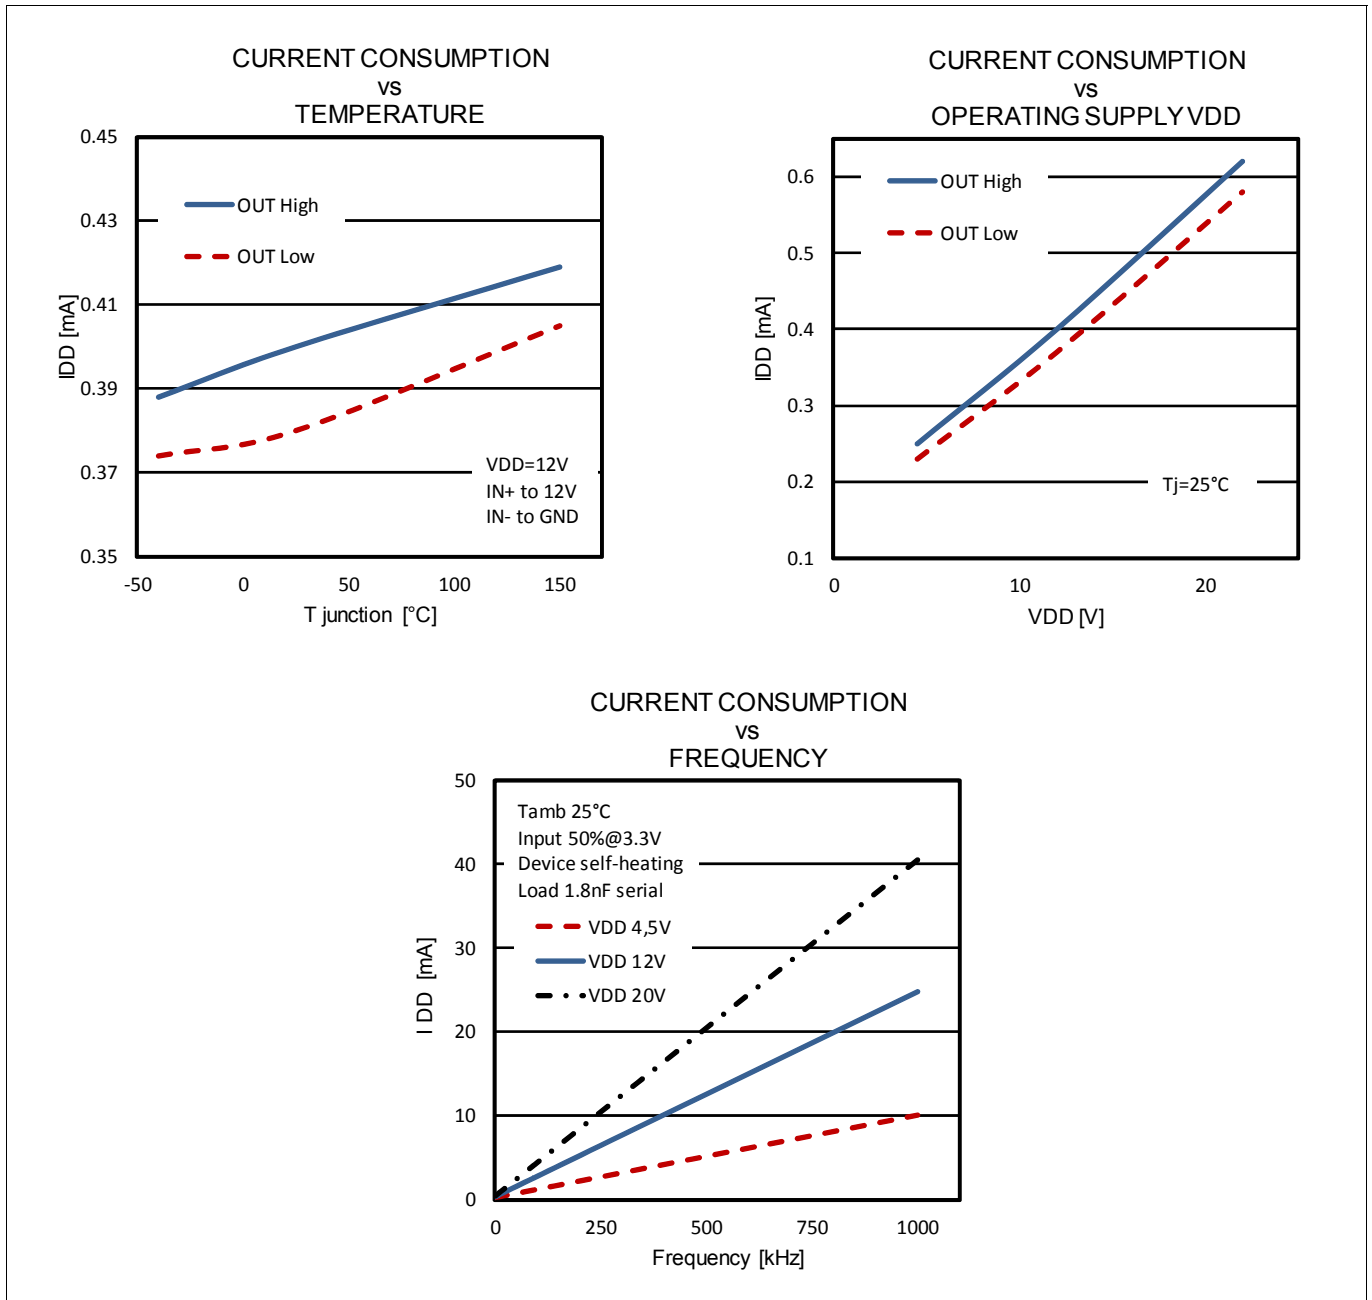 CURRENT CONSUMPTION
vs
TEMPERATURE
0.45
0.43
0.41
0.39
0.37
0.35
IDD [mA]
OUT High
OUT Low
VDD=12V
IN+ to 12V
IN- to GND
-50 0 50 100 150
T junction [°C]
CURRENT CONSUMPTION
vs
OPERATING SUPPLY VDD
0.6
0.5
0.4
0.3
0.2
0.1
IDD [mA]
OUT High
OUT Low
Tj=25°C
0 10 20
VDD [V]
CURRENT CONSUMPTION
vs
FREQUENCY
50
40
30
20
10
0
I DD [mA]
Tamb 25°C
Input 50%@3.3V
Device self-heating
Load 1.8nF serial
VDD 4,5V
VDD 12V
VDD 20V
0 250 500 750 1000
Frequency [kHz]